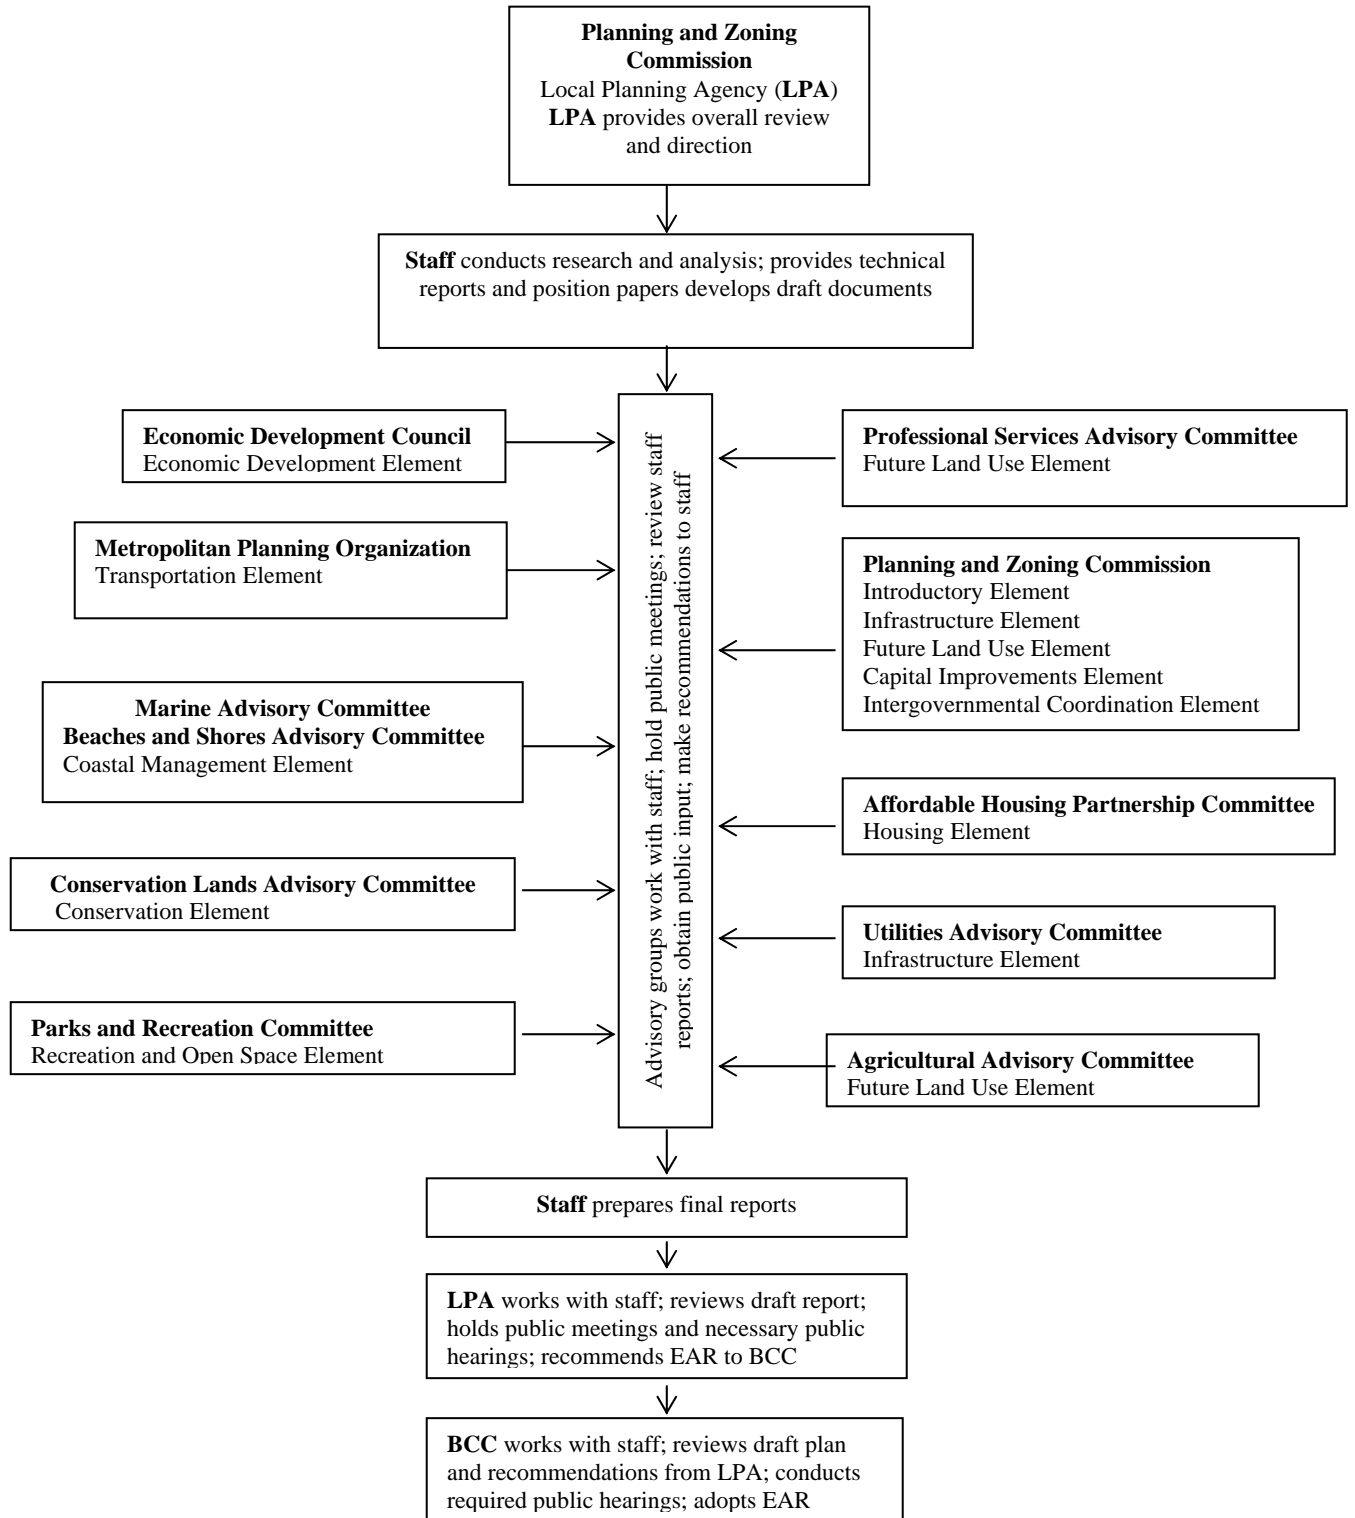 Planning and Zoning
Commission
Local Planning Agency (LPA)
LPA provides overall review
and direction
Staff conducts research and analysis; provides technical
reports and position papers develops draft documents
Economic Development Council
Economic Development Element
Metropolitan Planning Organization
Transportation Element
Marine Advisory Committee
Beaches and Shores Advisory Committee
Coastal Management Element
Conservation Lands Advisory Committee
Conservation Element
Parks and Recreation Committee
Recreation and Open Space Element
Advisory groups work with staff; hold public meetings; review staff
reports; obtain public input; make recommendations to staff
Professional Services Advisory Committee
Future Land Use Element
Planning and Zoning Commission
Introductory Element
Infrastructure Element
Future Land Use Element
Capital Improvements Element
Intergovernmental Coordination Element
Affordable Housing Partnership Committee
Housing Element
Utilities Advisory Committee
Infrastructure Element
Agricultural Advisory Committee
Future Land Use Element
Staff prepares final reports
LPA works with staff; reviews draft report;
holds public meetings and necessary public
hearings; recommends EAR to BCC
BCC works with staff; reviews draft plan
and recommendations from LPA; conducts
required public hearings; adopts EAR